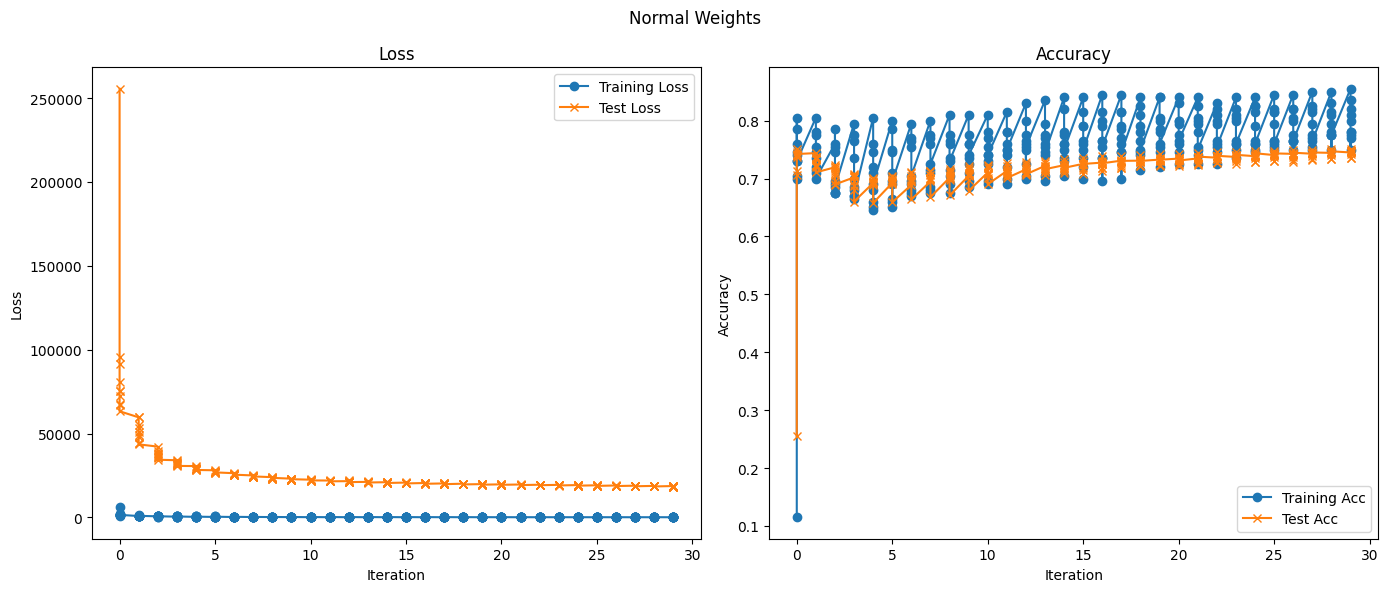 Normal Weights
Loss
Loss
250000
200000
150000
100000
50000
0
0
5
10
15
20
25
30
Iteration
Training Loss
Test Loss
Accuracy
Accuracy
0.8
0.7
0.6
0.5
0.4
0.3
0.2
0.1
0
5
10
15
20
25
30
Iteration
Training Acc
Test Acc